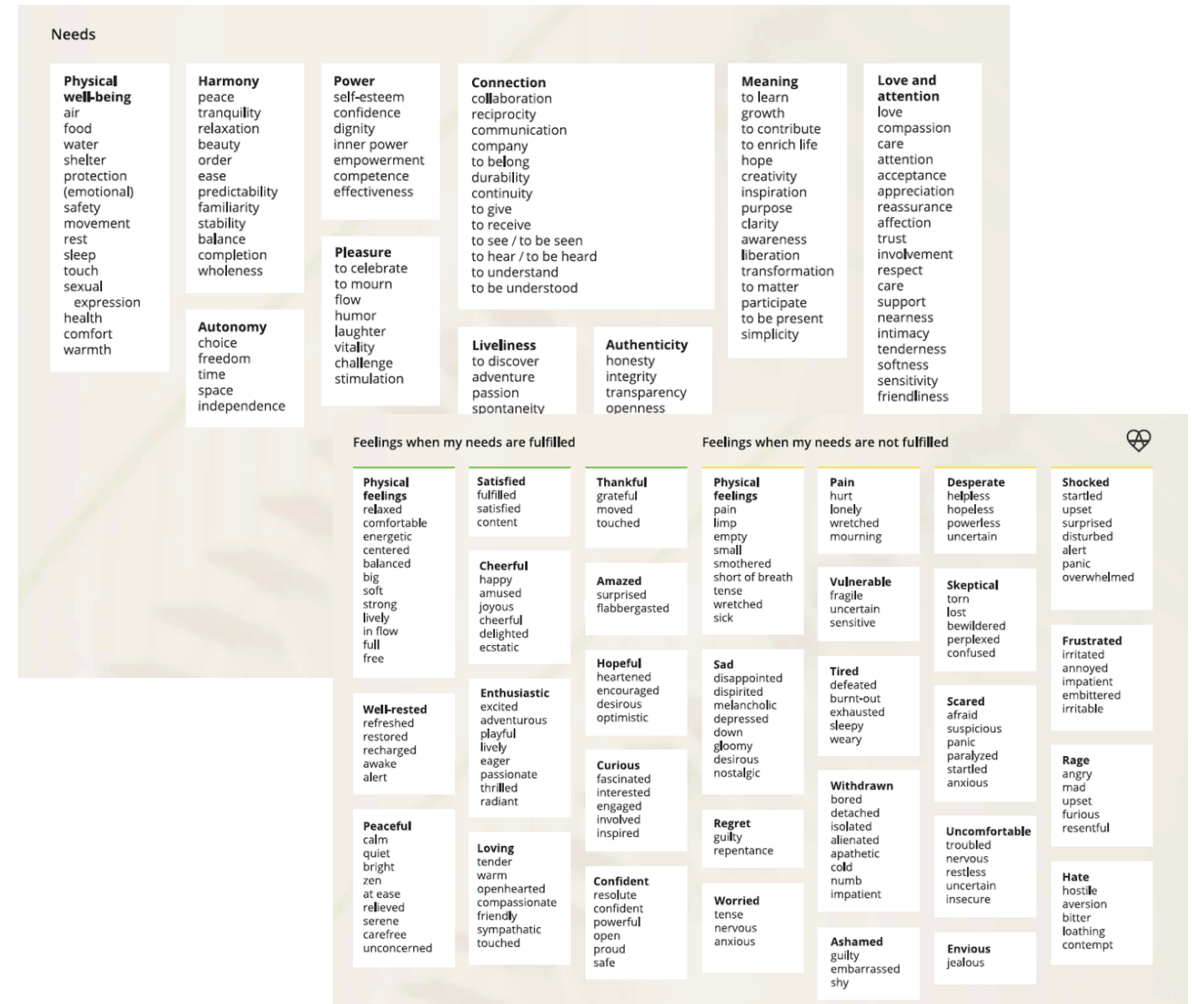 Needs
Physical
well-being
air
food
water
shelter
protection
(emotional)
safety
movement
rest
sleep
touch
sexual
expression
health
comfort
warmth
Harmony
peace
tranquility
relaxation
beauty
order
ease
predictability
familiarity
stability
balance
completion
wholeness
Autonomy
choice
freedom
time
space
independence
Power
self-esteem
confidence
dignity
inner power
empowerment
competence
effectiveness
Pleasure
to celebrate
to mourn
flow
humor
laughter
vitality
challenge
stimulation
Connection
collaboration
reciprocity
communication
company
to belong
durability
continuity
to give
to receive
to see / to be seen
to hear / to be heard
to understand
to be understood
Liveliness
to discover
adventure
passion
spontaneity
Authenticity
honesty
integrity
transparency
openness
Meaning
to learn
growth
to contribute
to enrich life
hope
creativity
inspiration
purpose
clarity
awareness
liberation
transformation
to matter
participate
to be present
simplicity
Love and
attention
love
compassion
care
attention
acceptance
appreciation
reassurance
affection
trust
involvement
respect
care
support
nearness
intimacy
tenderness
softness
sensitivity
friendliness
Feelings when my needs are fulfilled
Physical
feelings
relaxed
comfortable
energetic
centered
balanced
big
soft
strong
lively
in flow
full
free
Well-rested
refreshed
restored
recharged
awake
alert
Peaceful
calm
quiet
bright
zen
at ease
relieved
serene
carefree
unconcerned
Satisfied
fulfilled
satisfied
content
Cheerful
happy
amused
joyous
cheerful
delighted
ecstatic
Enthusiastic
excited
adventurous
playful
lively
eager
passionate
thrilled
radiant
Loving
tender
warm
openhearted
compassionate
friendly
sympathatic
touched
Thankful
grateful
moved
touched
Amazed
surprised
flabbergasted
Hopeful
heartened
encouraged
desirous
optimistic
Curious
fascinated
interested
engaged
involved
inspired
Confident
resolute
confident
powerful
open
proud
safe
Feelings when my needs are not fulfilled
Physical
feelings
pain
limp
empty
small
smothered
short of breath
tense
wretched
sick
Sad
disappointed
dispirited
melancholic
depressed
down
gloomy
desirous
nostalgic
Regret
guilty
repentance
Worried
tense
nervous
anxious
Pain
hurt
lonely
wretched
mourning
Vulnerable
fragile
uncertain
sensitive
Tired
defeated
burnt-out
exhausted
sleepy
weary
Withdrawn
bored
detached
isolated
alienated
apathetic
cold
numb
impatient
Ashamed
guilty
embarrassed
shy
Desperate
helpless
hopeless
powerless
uncertain
Skeptical
torn
lost
bewildered
perplexed
confused
Scared
afraid
suspicious
panic
paralyzed
startled
anxious
Uncomfortable
troubled
nervous
restless
uncertain
insecure
Envious
jealous
Shocked
startled
upset
surprised
disturbed
alert
panic
overwhelmed
Frustrated
irritated
annoyed
impatient
embittered
irritable
Rage
angry
mad
upset
furious
resentful
Hate
hostile
aversion
bitter
loathing
contempt